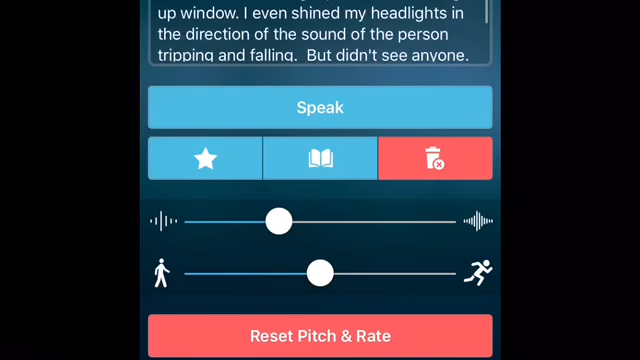 up window. I even shined my headlights in
the direction of the sound of the person
tripping and falling.  But didn't see anyone.
Speak
Reset Pitch & Rate